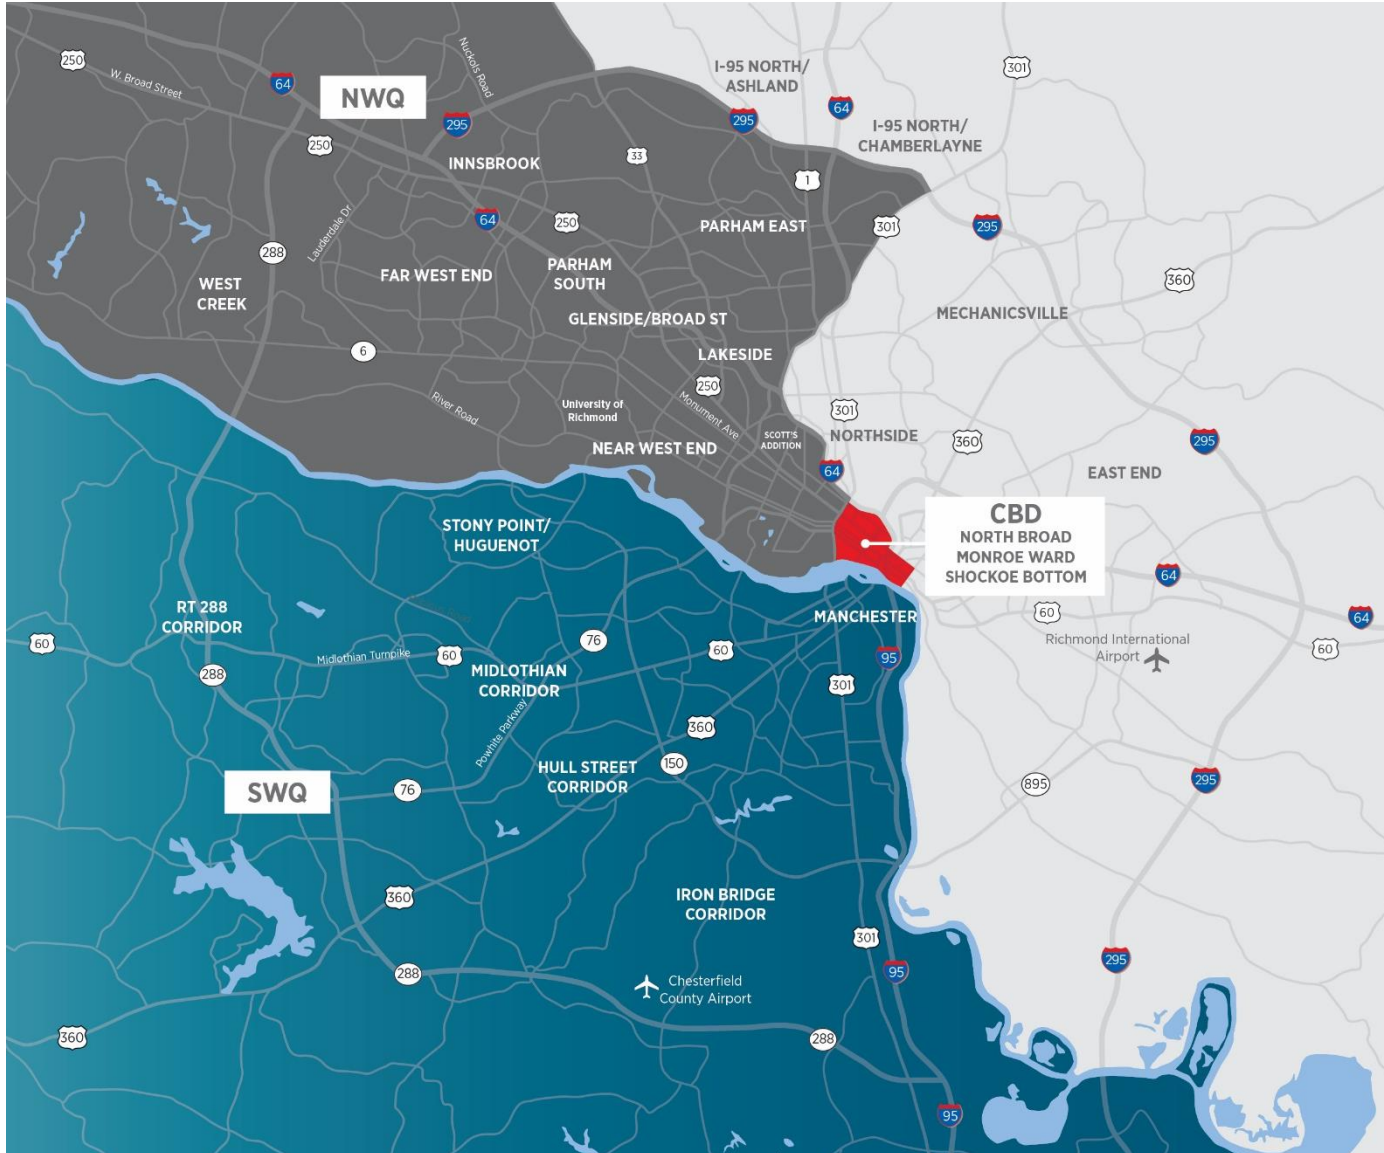 250
W. Broad Street
64
NWQ
Nuckols Road
295
250
INNSBROOK
33
I-95 NORTH/
ASHLAND
295
64
301
I-95 NORTH/
CHAMBERLAYNE
1
PARHAM EAST
301
295
64
250
288
Lauderdale Dr
WEST
CREEK
FAR WEST END
PARHAM
SOUTH
360
MECHANICSVILLE
GLENSIDE/BROAD ST
LAKESIDE
6
250
River Road
University of
Richmond
Monument Ave
301
NORTHSIDE
360
295
SCOTT'S
ADDITION
NEAR WEST END
64
EAST END
CBD
NORTH BROAD
MONROE WARD
SHOCKOE BOTTOM
STONY POINT/
HUGUENOT
64
60
64
RT 288
CORRIDOR
MANCHESTER
60
Richmond International
Airport
60
Midlothian Turnpike
60
76
60
95
288
MIDLOTHIAN
CORRIDOR
301
Powhite Parkway
360
HULL STREET
CORRIDOR
150
SWQ
76
895
295
360
IRON BRIDGE
CORRIDOR
301
95
295
288
Chesterfield
County Airport
360
288
95